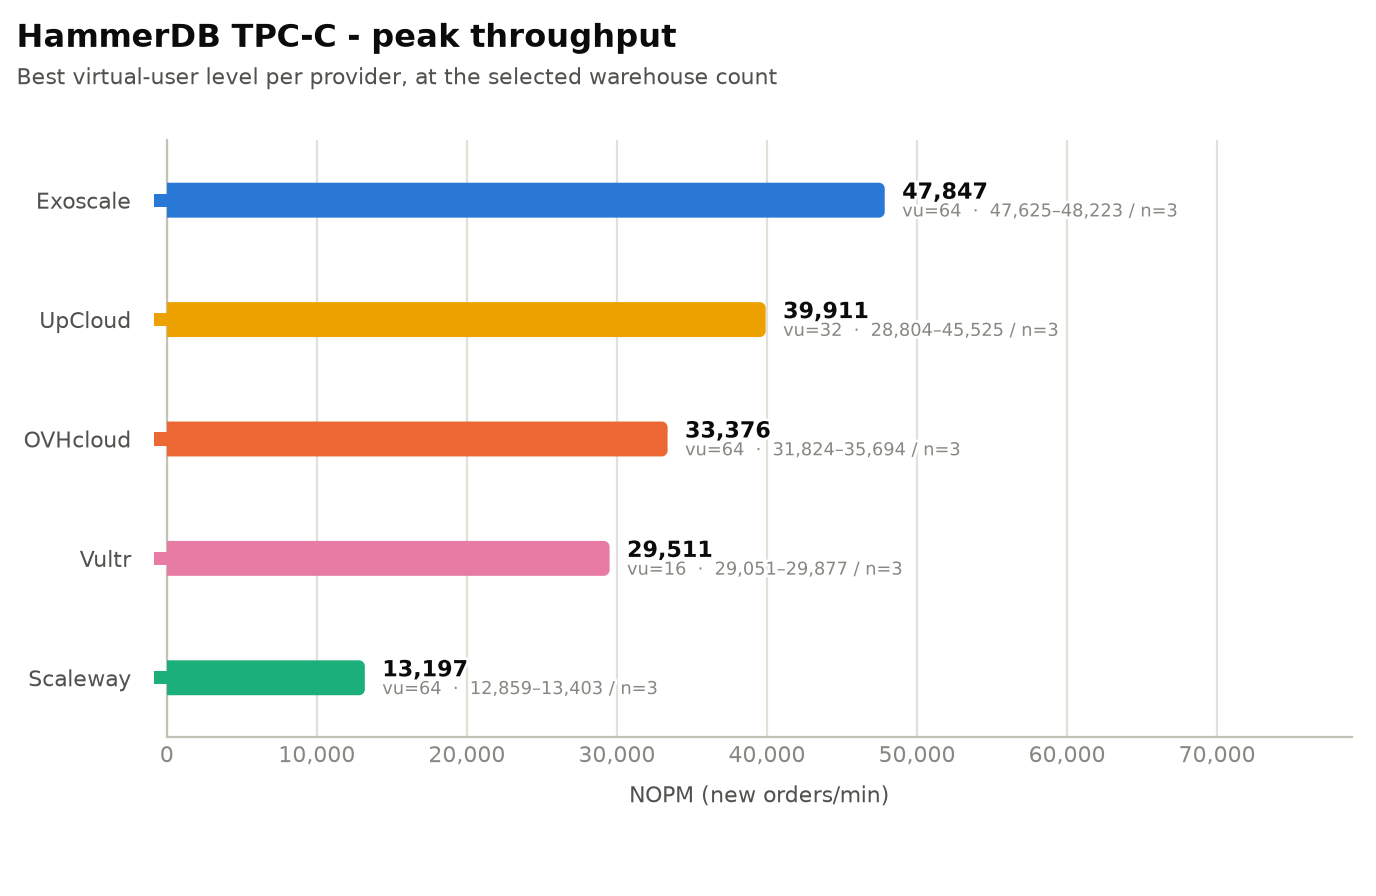 HammerDB TPC-C - peak throughput
Best virtual-user level per provider, at the selected warehouse count
Exoscale
47,847
vu=64 · 47,625–48,223 / n=3
UpCloud
39,911
vu=32 · 28,804–45,525 / n=3
OVHcloud
33,376
vu=64 · 31,824–35,694 / n=3
Vultr
29,511
vu=16 · 29,051–29,877 / n=3
Scaleway
13,197
vu=64 · 12,859–13,403 / n=3
0 10,000 20,000 30,000 40,000 50,000 60,000 70,000
NOPM (new orders/min)